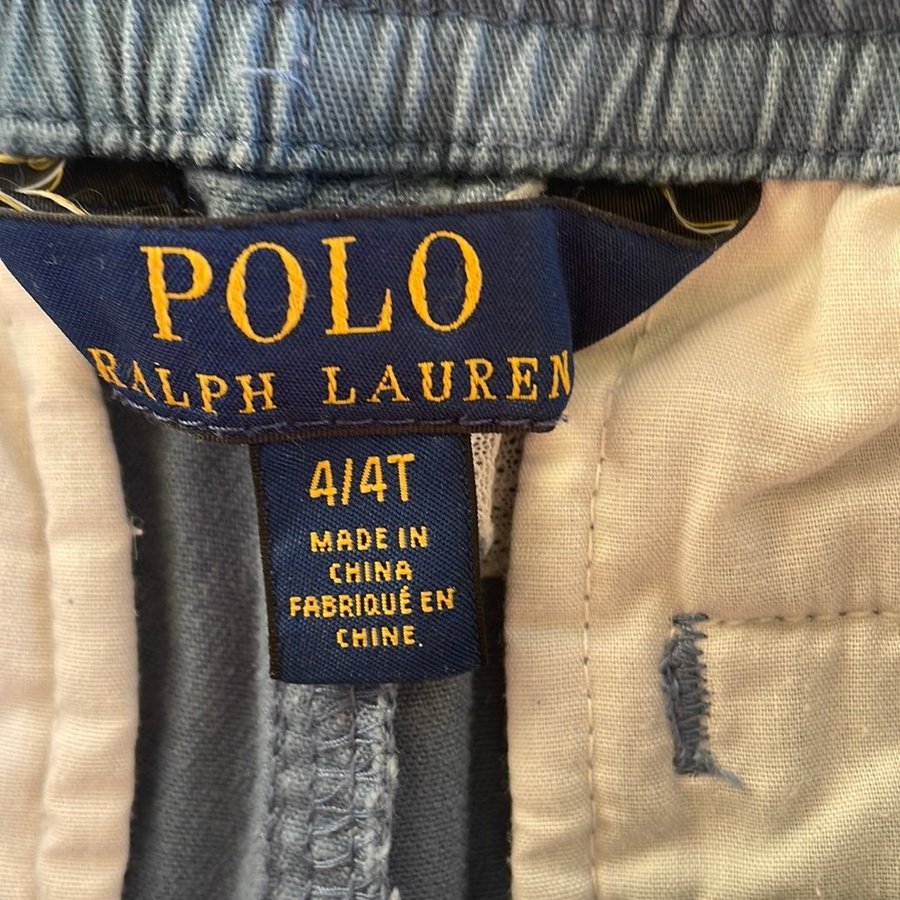 POLO
RALPH LAUREN
4/4T
MADE IN
CHINA
FABRIQUÉ EN
CHINE.